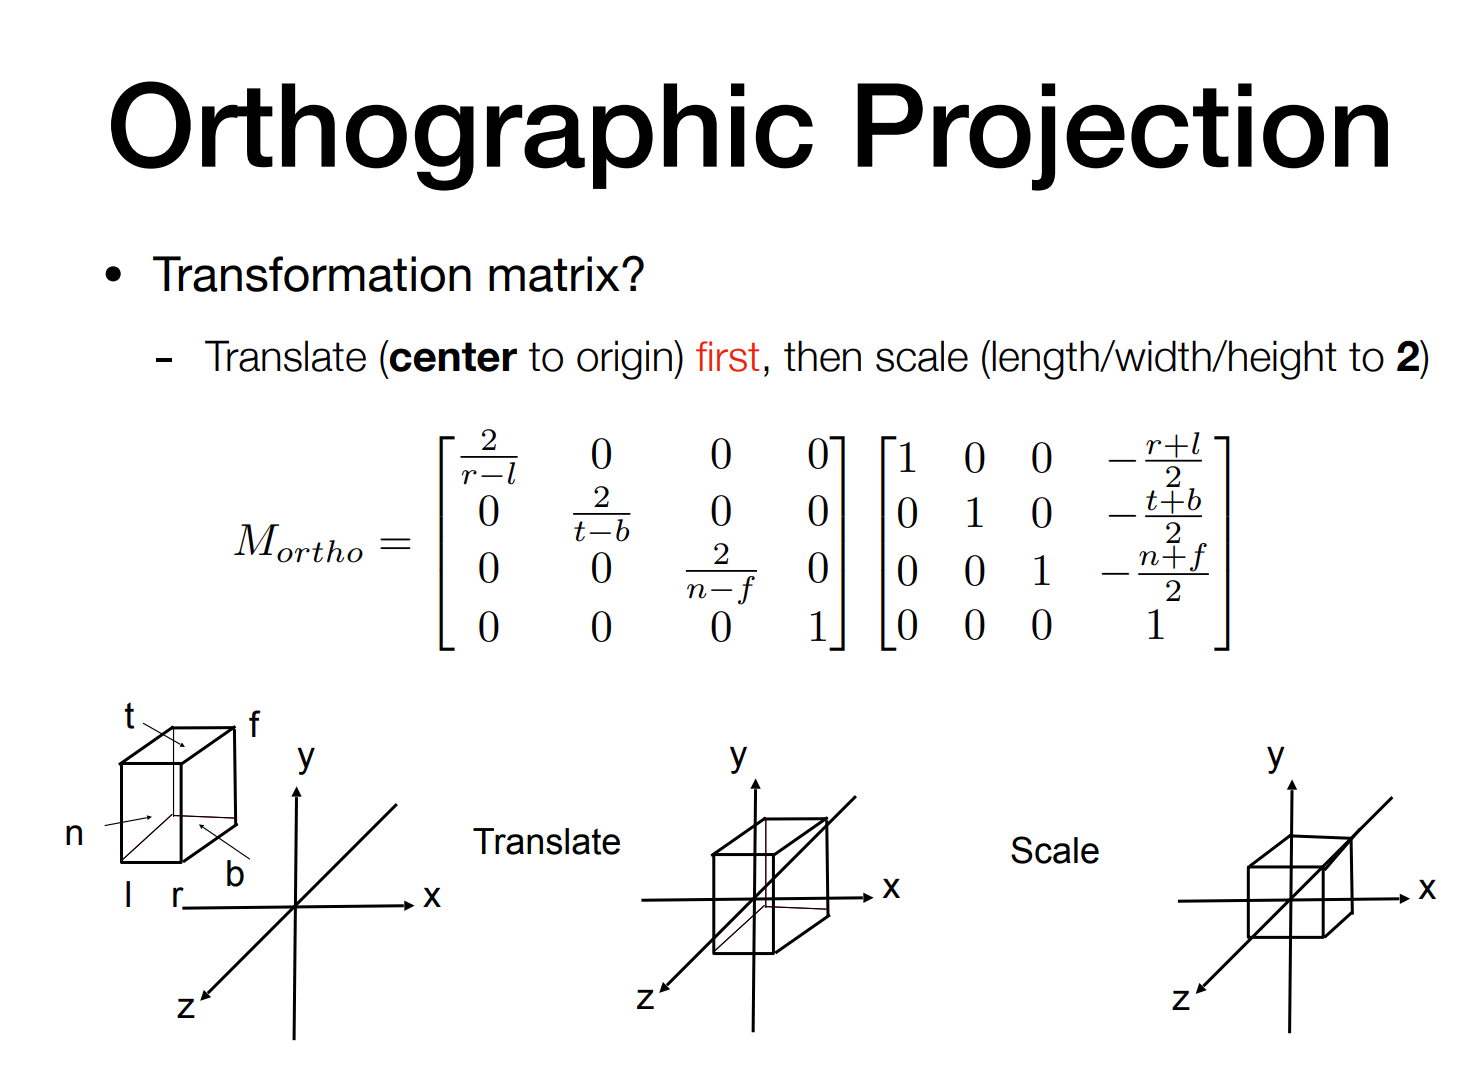 Orthographic Projection
• Transformation matrix?
- Translate (center to origin) first, then scale (length/width/height to 2)
M_{ortho} = \begin{bmatrix} \frac{2}{r-l} & 0 & 0 & 0 \\ 0 & \frac{2}{t-b} & 0 & 0 \\ 0 & 0 & \frac{2}{n-f} & 0 \\ 0 & 0 & 0 & 1 \end{bmatrix} \begin{bmatrix} 1 & 0 & 0 & -\frac{r+l}{2} \\ 0 & 1 & 0 & -\frac{t+b}{2} \\ 0 & 0 & 1 & -\frac{n+f}{2} \\ 0 & 0 & 0 & 1 \end{bmatrix}
t
f
n
b
l
r
y
x
z
Translate
y
x
z
Scale
y
x
z